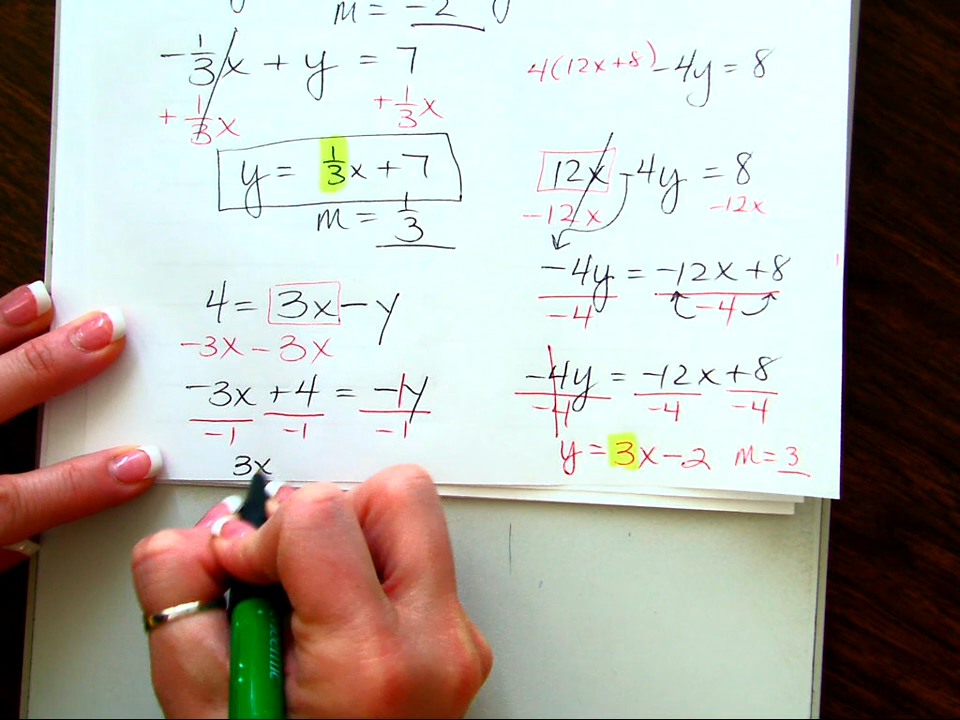 m = -2
-1/3x + y = 7
+1/3x +1/3x
y = 1/3x + 7
m = 1/3
4 = 3x - y
-3x - 3x
-3x + 4 = -1y
-1 -1 -1
3x
4(12x+8) -4y = 8
12x - 4y = 8
-12x -12x
-4y = -12x + 8
-4 -4
-4y = -12x + 8
-4 -4 -4
y = 3x - 2 m = 3